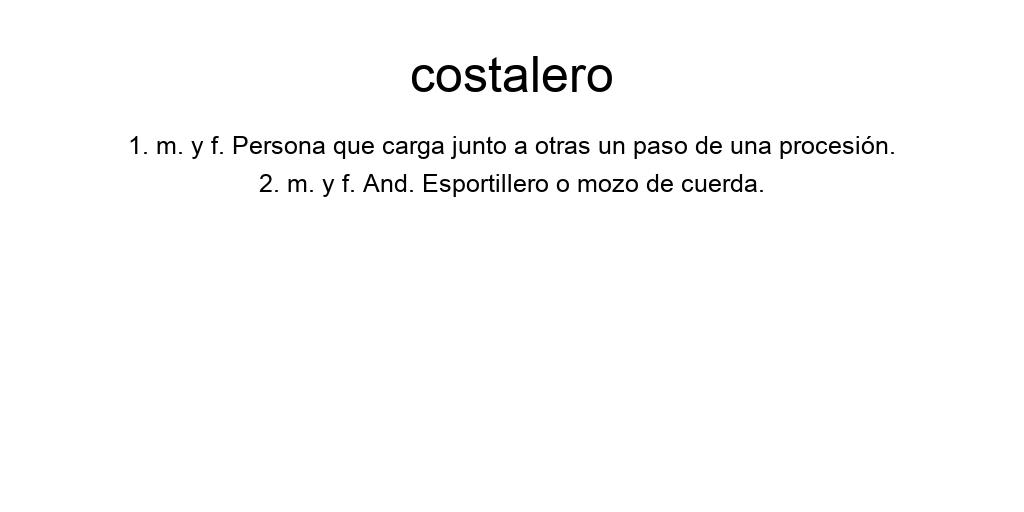 costalero
1. m. y f. Persona que carga junto a otras un paso de una procesión.
2. m. y f. And. Esportillero o mozo de cuerda.